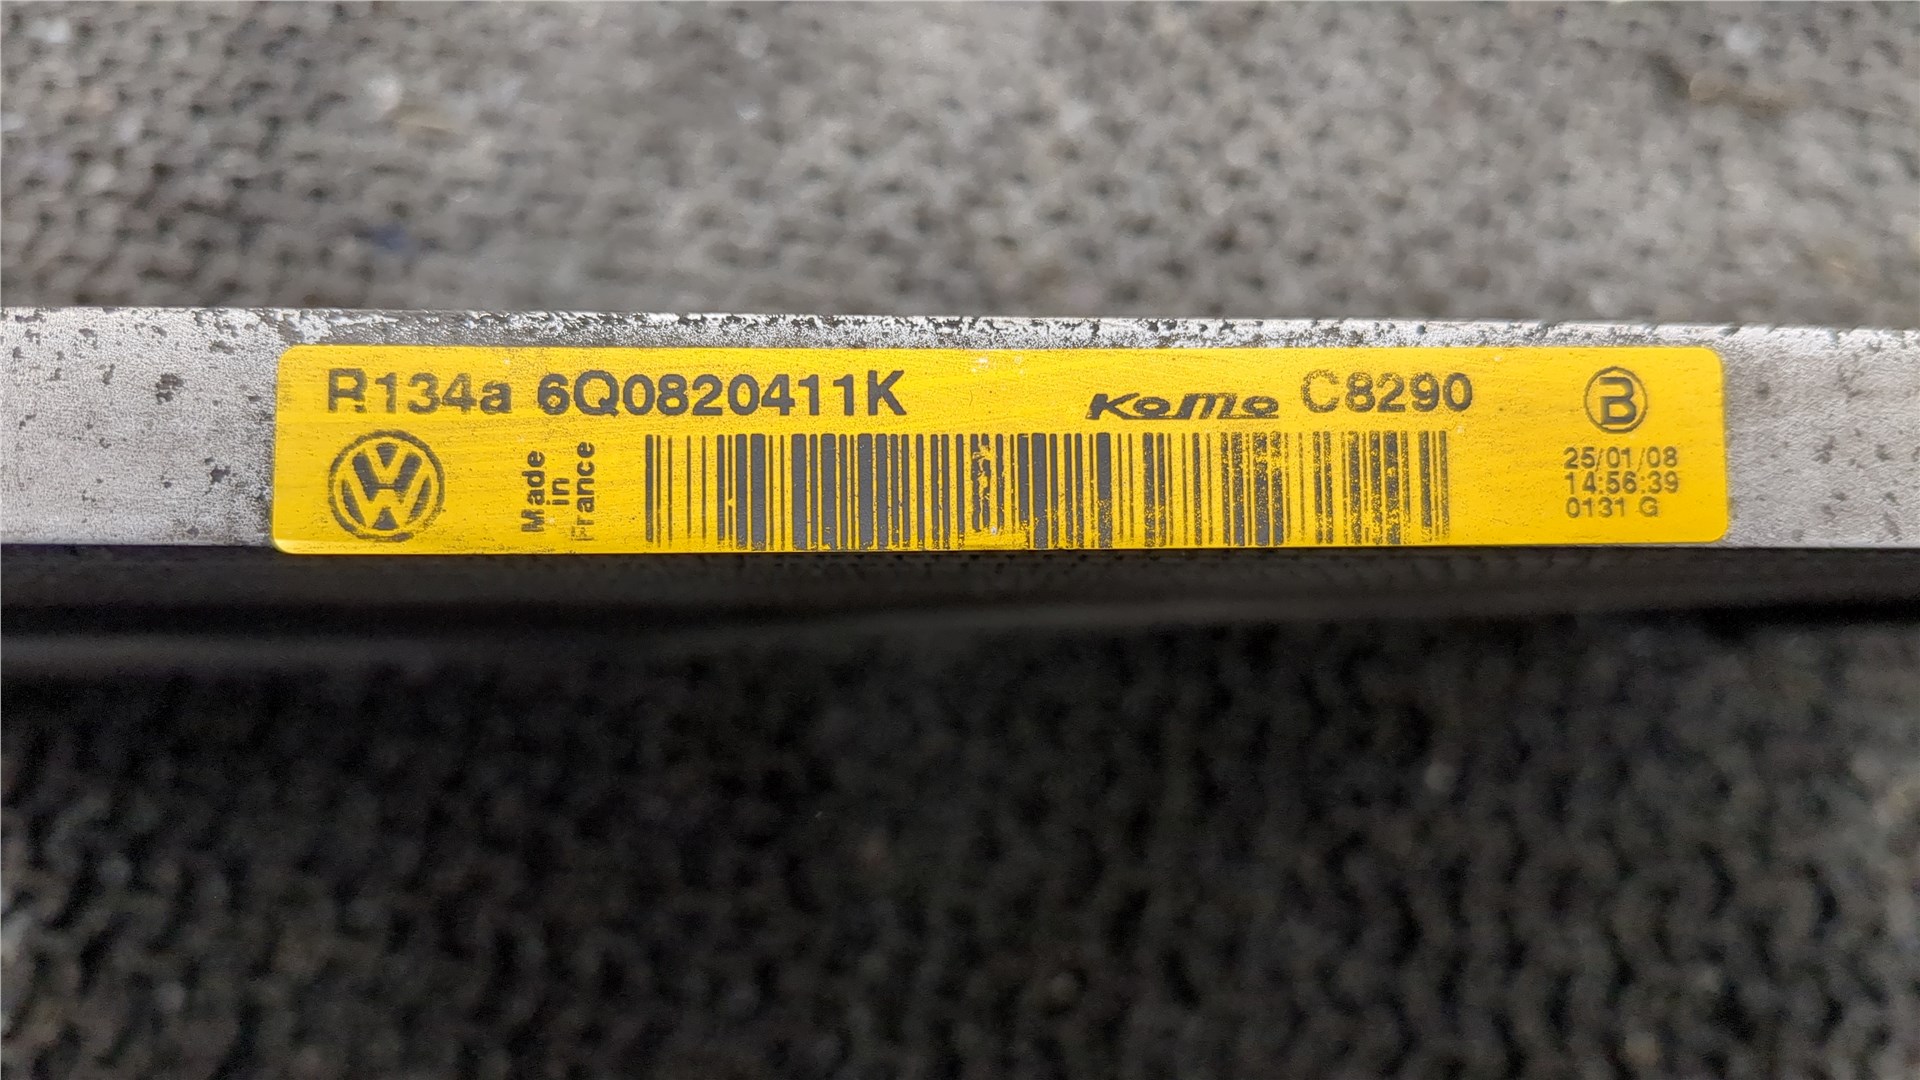 R134a 6Q0820411K KoMo C8290 B
Made
in
France
25/01/08
14:56:39
0131 G